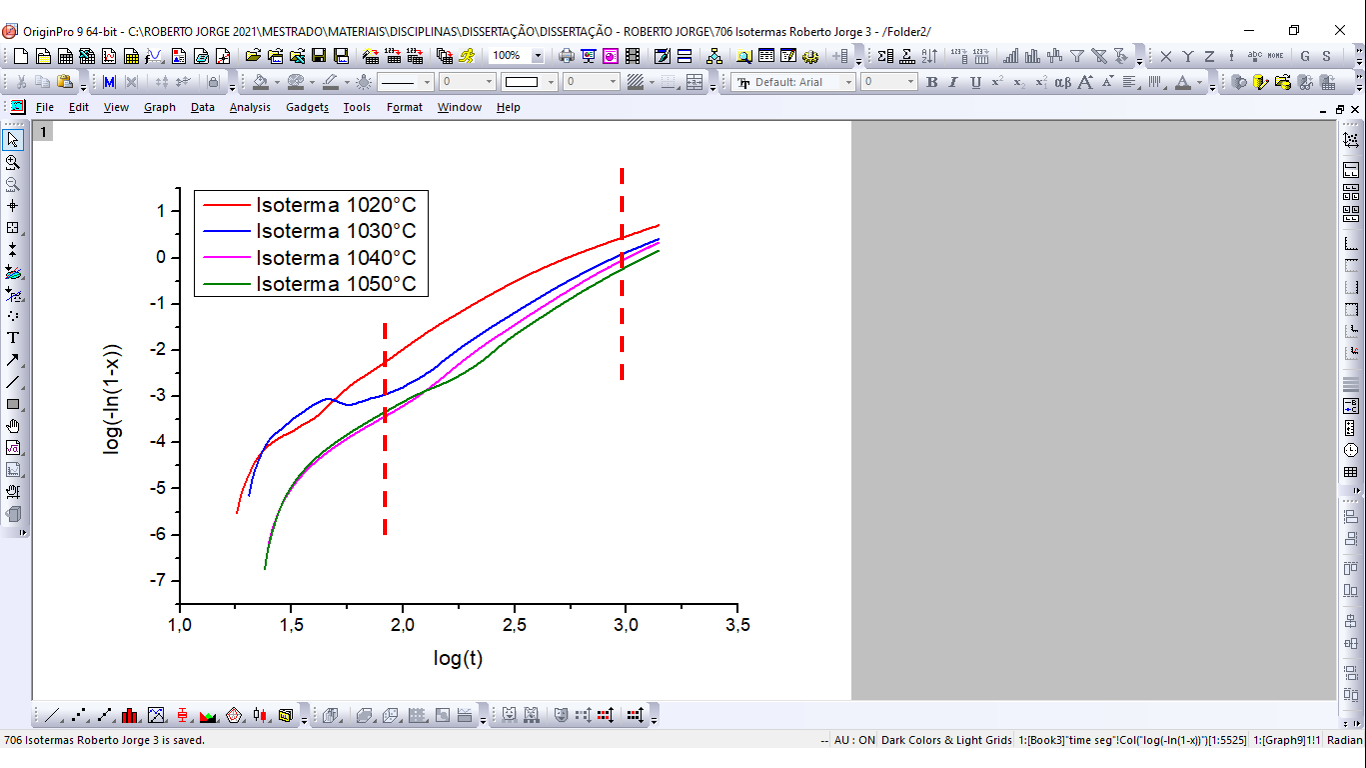 OriginPro 9 64-bit - C:\ROBERTO JORGE 2021\MESTRADO\MATERIAIS\DISCIPLINAS\DISSERTAÇÃO\DISSERTAÇÃO - ROBERTO JORGE\706 Isotermas Roberto Jorge 3 - /Folder2/
100%
0
0
Default: Arial
0
B I U
αβ
File Edit View Graph Data Analysis Gadgets Tools Format Window Help
1
Isoterma 1020°C
Isoterma 1030°C
Isoterma 1040°C
Isoterma 1050°C
1
0
-1
-2
-3
-4
-5
-6
-7
log(-ln(1-x))
1,0 1,5 2,0 2,5 3,0 3,5
log(t)
706 Isotermas Roberto Jorge 3 is saved.
-- AU : ON Dark Colors & Light Grids 1:[Book3]"time seg"!Col("log(-ln(1-x))")[1:5525] 1:[Graph9]1!1 Radian